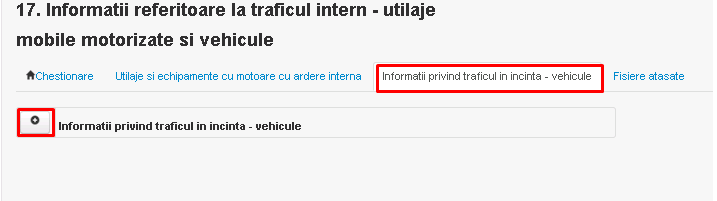 17. Informatii referitoare la traficul intern - utilaje
mobile motorizate si vehicule
Chestionare Utilaje si echipamente cu motoare cu ardere interna Informatii privind traficul in incinta - vehicule Fisiere atasate
Informatii privind traficul in incinta - vehicule